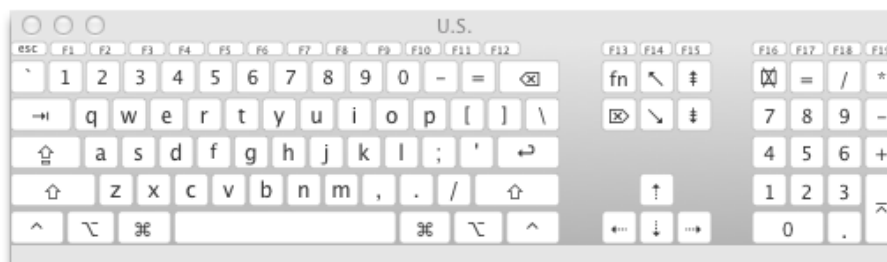 U.S.
esc F1 F2 F3 F4 F5 F6 F7 F8 F9 F10 F11 F12 F13 F14 F15 F16 F17 F18 F19
` 1 2 3 4 5 6 7 8 9 0 - = ⌫ fn ↖ ⇞ ⌧ = / *
⇥ q w e r t y u i o p [ ] \ ⌦ ↘ ⇟ 7 8 9 -
⇪ a s d f g h j k l ; ' ↩ 4 5 6 +
⇧ z x c v b n m , . / ⇧ ⇡ 1 2 3 ⌅
^ ⌥ ⌘ ⌘ ⌥ ^ ⇠ ⇣ ⇢ 0 .